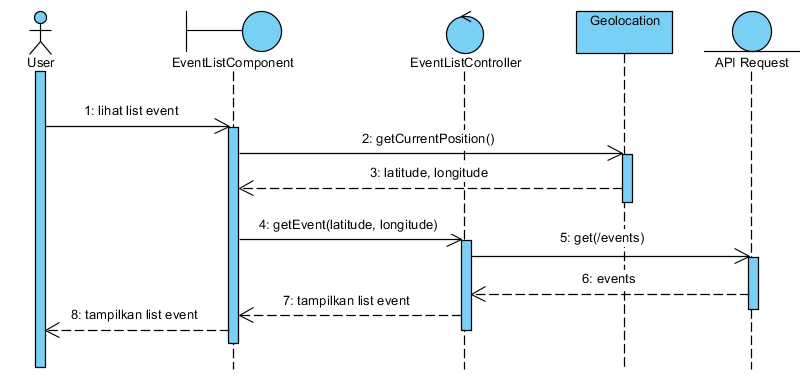 Geolocation
User
EventListComponent
EventListController
API Request
1: lihat list event
2: getCurrentPosition()
3: latitude, longitude
4: getEvent(latitude, longitude)
5: get(/events)
6: events
7: tampilkan list event
8: tampilkan list event